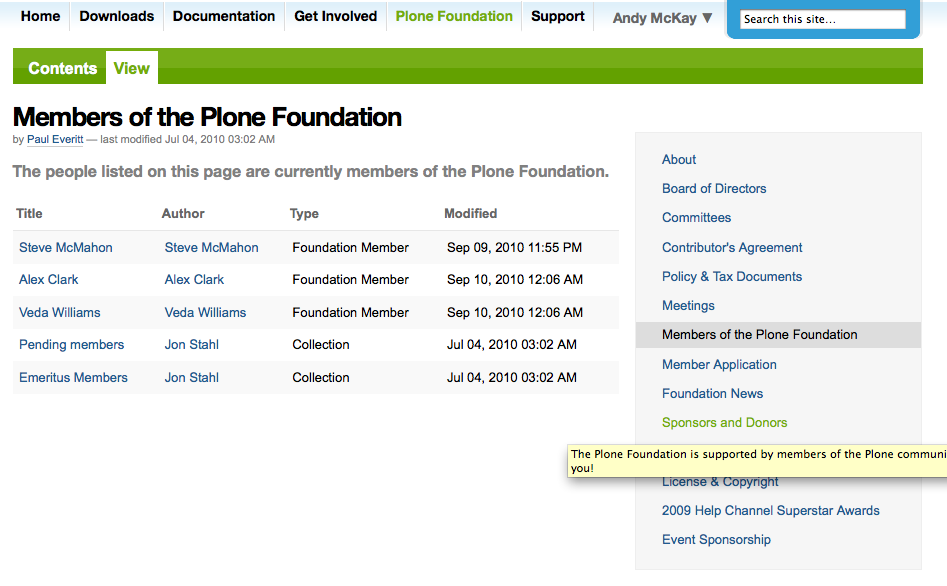 Home Downloads Documentation Get Involved Plone Foundation Support Andy McKay ▼ Search this site…
Contents View
Members of the Plone Foundation
by Paul Everitt — last modified Jul 04, 2010 03:02 AM
The people listed on this page are currently members of the Plone Foundation.
Title Author Type Modified
Steve McMahon Steve McMahon Foundation Member Sep 09, 2010 11:55 PM
Alex Clark Alex Clark Foundation Member Sep 10, 2010 12:06 AM
Veda Williams Veda Williams Foundation Member Sep 10, 2010 12:06 AM
Pending members Jon Stahl Collection Jul 04, 2010 03:02 AM
Emeritus Members Jon Stahl Collection Jul 04, 2010 03:02 AM
About
Board of Directors
Committees
Contributor's Agreement
Policy & Tax Documents
Meetings
Members of the Plone Foundation
Member Application
Foundation News
Sponsors and Donors
The Plone Foundation is supported by members of the Plone communi
you!
License & Copyright
2009 Help Channel Superstar Awards
Event Sponsorship